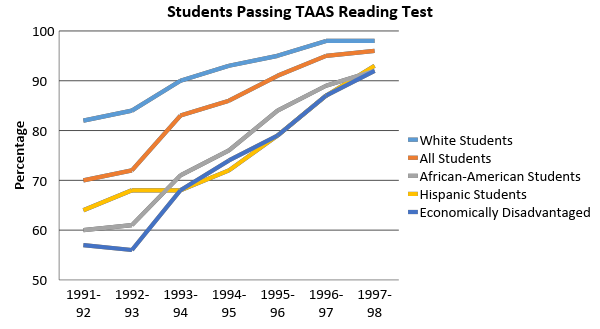 Students Passing TAAS Reading Test
Percentage
100
90
80
70
60
50
1991-
92
1992-
93
1993-
94
1994-
95
1995-
96
1996-
97
1997-
98
White Students
All Students
African-American Students
Hispanic Students
Economically Disadvantaged